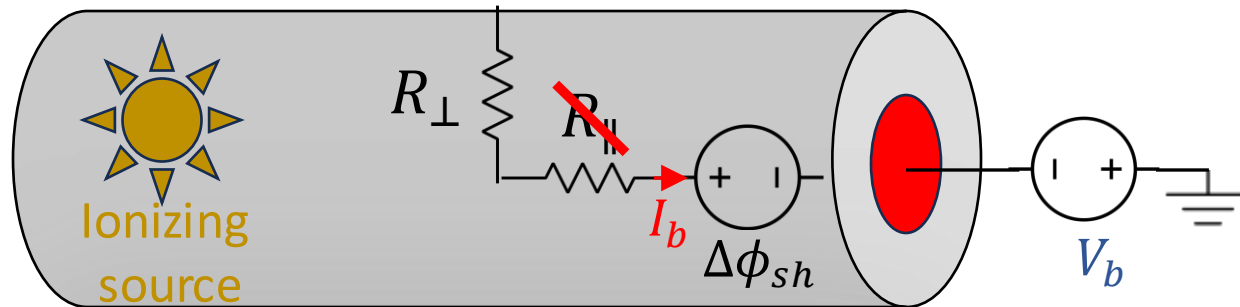 R⊥
R∥
I_b
+ −
Δϕ_sh
− +
V_b
Ionizing
source